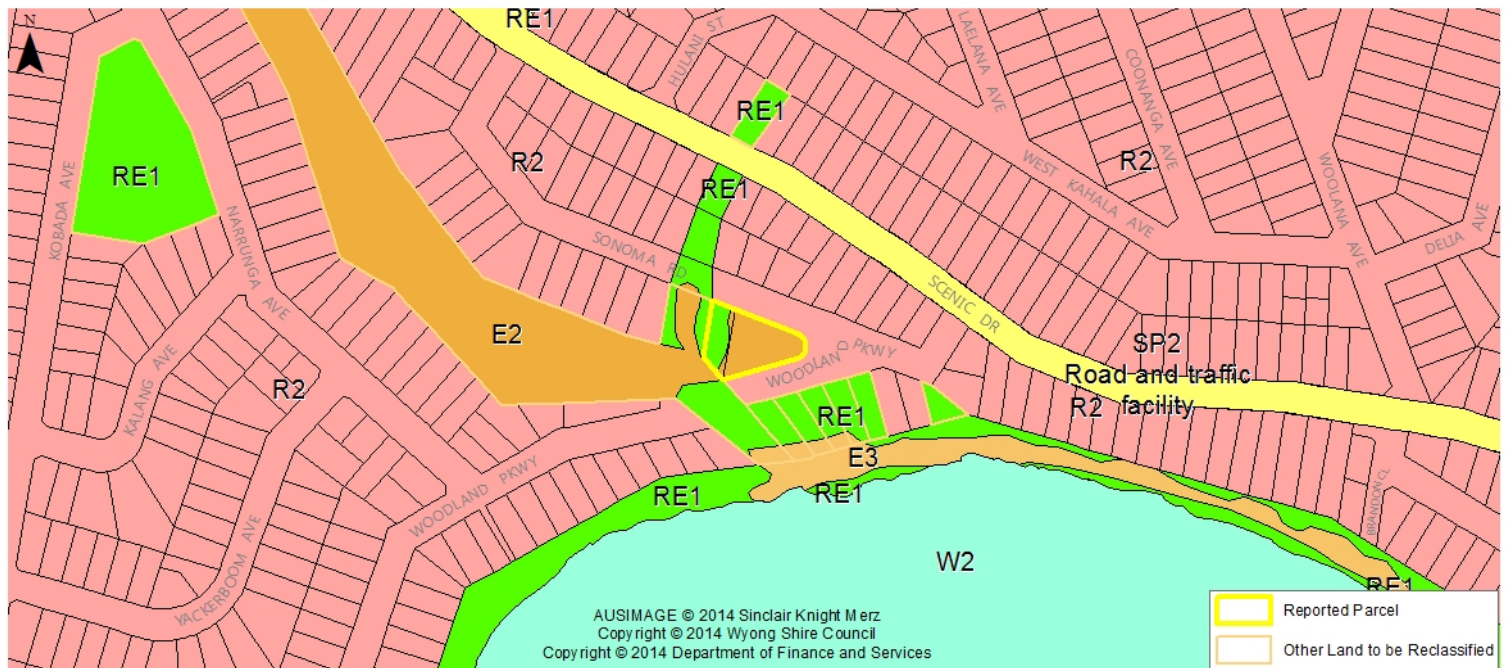 N
RE1
HULANI ST
LAELANA AVE
COONANGA AVE
RE1
RE1
KOBADA AVE
R2
RE1
R2
WEST KAHALA AVE
WOOLANA AVE
DELIA AVE
NARRUNGA AVE
SONOMA RD
SCENIC DR
E2
SP2
Road and traffic
facility
WOODLAND PKWY
KALANG AVE
R2
RE1
R2
E3
WOODLAND PKWY
RE1
RE1
BRANDON CL
YACKERBOOM AVE
W2
RE1
AUSIMAGE © 2014 Sinclair Knight Merz
Copyright © 2014 Wyong Shire Council
Copyright © 2014 Department of Finance and Services
Reported Parcel
Other Land to be Reclassified